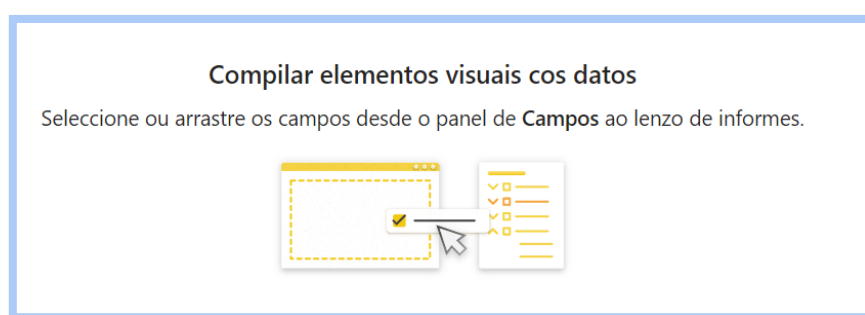 Compilar elementos visuais cos datos
Seleccione ou arrastre os campos desde o panel de Campos ao lenzo de informes.